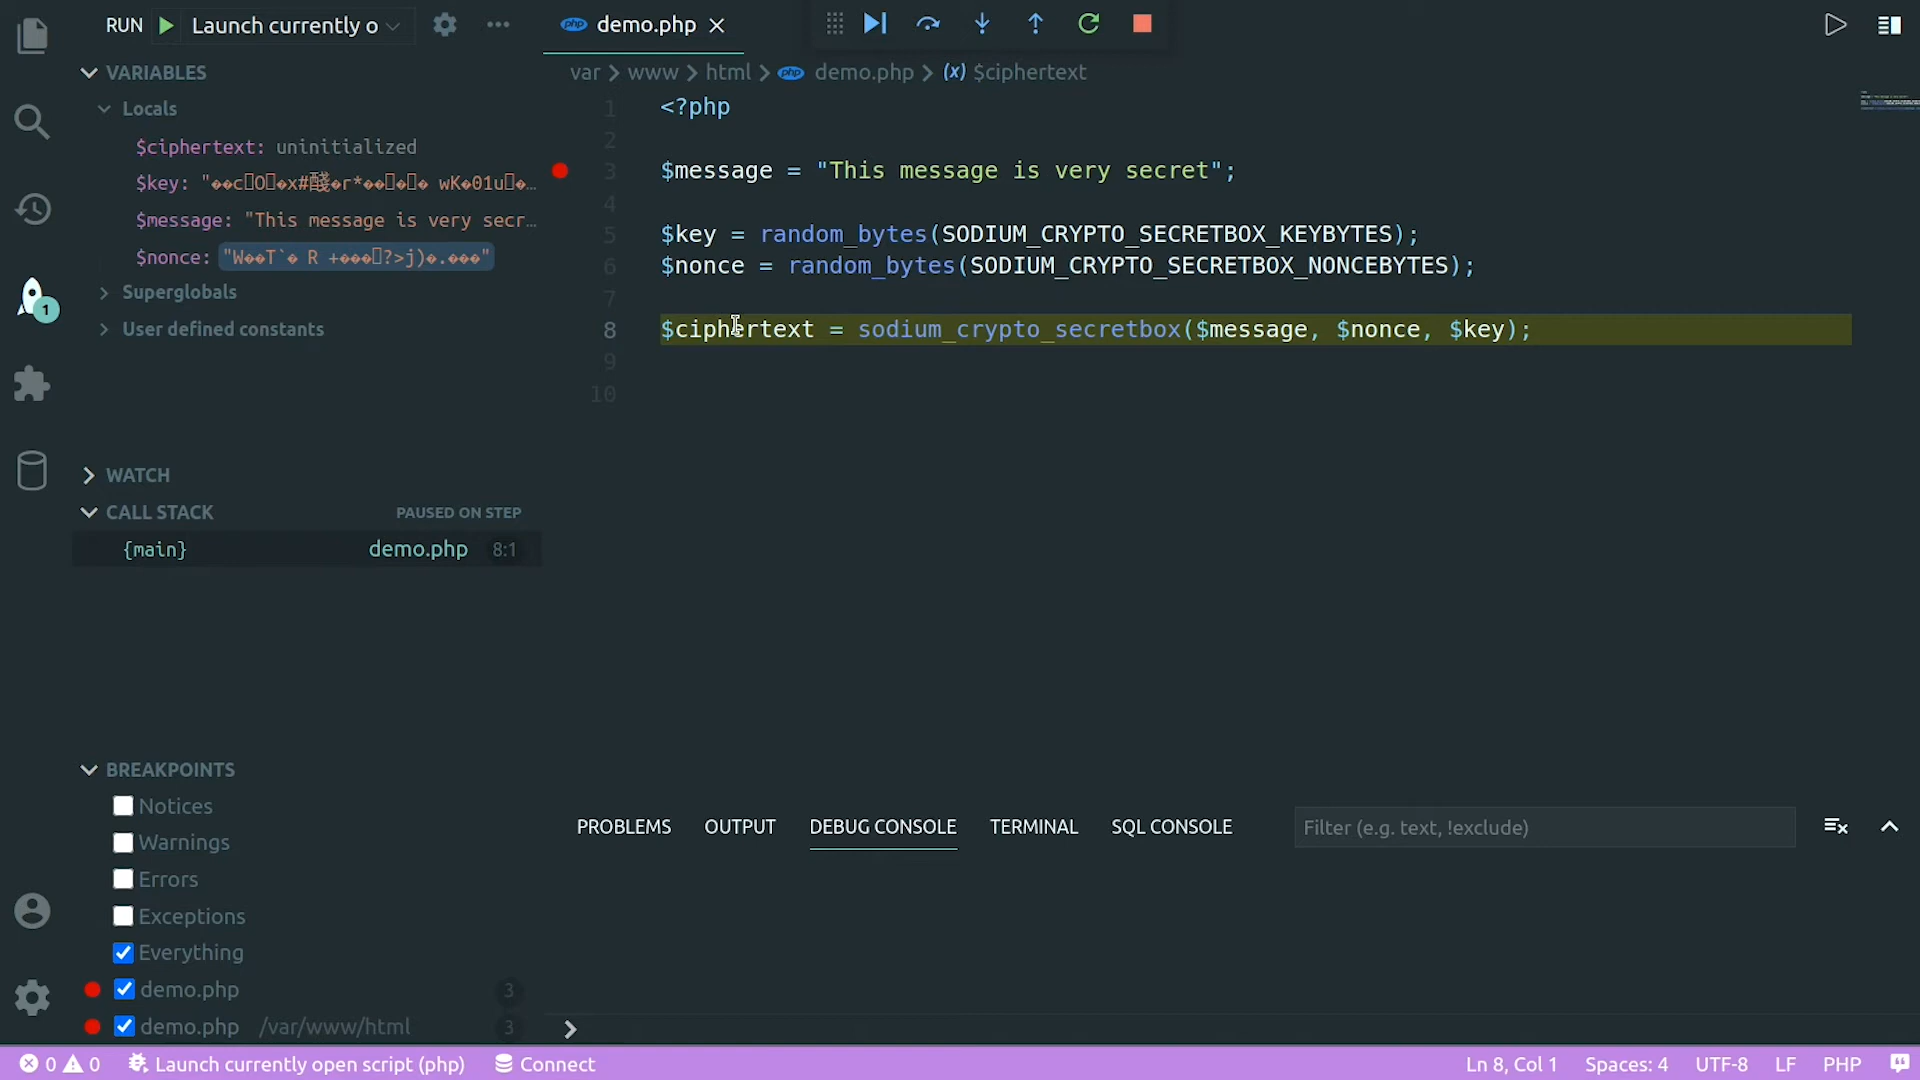 RUN Launch currently o
VARIABLES
Locals
$ciphertext: uninitialized
$key:
$message: "This message is very secr…
$nonce:
Superglobals
User defined constants
WATCH
CALL STACK PAUSED ON STEP
{main} demo.php 8:1
BREAKPOINTS
Notices
Warnings
Errors
Exceptions
Everything
demo.php 3
demo.php /var/www/html 3
1
demo.php
var > www > html > demo.php > (x) $ciphertext
1 <?php
2
3 $message = "This message is very secret";
4
5 $key = random_bytes(SODIUM_CRYPTO_SECRETBOX_KEYBYTES);
6 $nonce = random_bytes(SODIUM_CRYPTO_SECRETBOX_NONCEBYTES);
7
8 $ciphertext = sodium_crypto_secretbox($message, $nonce, $key);
9
10
PROBLEMS OUTPUT DEBUG CONSOLE TERMINAL SQL CONSOLE Filter (e.g. text, !exclude)
0 0 Launch currently open script (php) Connect Ln 8, Col 1 Spaces: 4 UTF-8 LF PHP